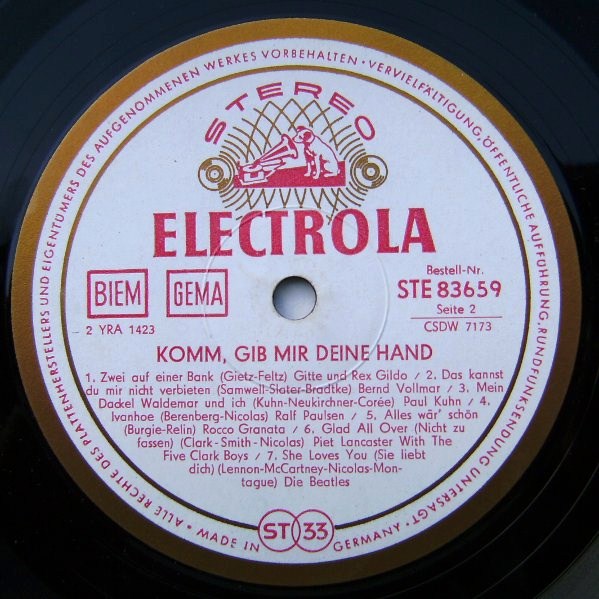 ALLE RECHTE DES PLATTENHERSTELLERS UND EIGENTÜMERS DES AUFGENOMMENEN WERKES VORBEHALTEN · VERVIELFÄLTIGUNG, ÖFFENTLICHE AUFFÜHRUNG, RUNDFUNKSENDUNG UNTERSAGT ·
STEREO
ELECTROLA
BIEM GEMA
2 YRA 1423
Bestell-Nr.
STE 83659
Seite 2
CSDW 7173
KOMM, GIB MIR DEINE HAND
1. Zwei auf einer Bank (Gietz-Feltz) Gitte und Rex Gildo / 2. Das kannst
du mir nicht verbieten (Samwell-Slater-Bradtke) Bernd Vollmar / 3. Mein
Dackel Waldemar und ich (Kuhn-Neukirchner-Corée) Paul Kuhn / 4.
Ivanhoe (Berenberg-Nicolas) Ralf Paulsen / 5. Alles wär' schön
(Burgie-Relin) Rocco Granata / 6. Glad All Over (Nicht zu
fassen) (Clark-Smith-Nicolas) Piet Lancaster With The
Five Clark Boys / 7. She Loves You (Sie liebt
dich) (Lennon-McCartney-Nicolas-Mon-
tague) Die Beatles
MADE IN GERMANY
ST 33